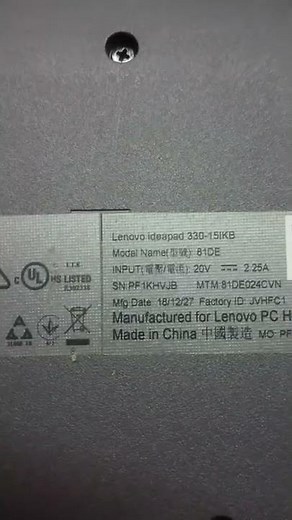 Lenovo ideapad 330-15IKB
Model Name(型號): 81DE
INPUT(電壓/電流): 20V ⎓ 2.25A
SN:PF1KHVJB MTM:81DE024CVN
Mfg Date: 18/12/27 Factory ID: JVHFC1
Manufactured for Lenovo PC H
Made in China 中國製造 MO: PF
c UL US LISTED
I.T.E.